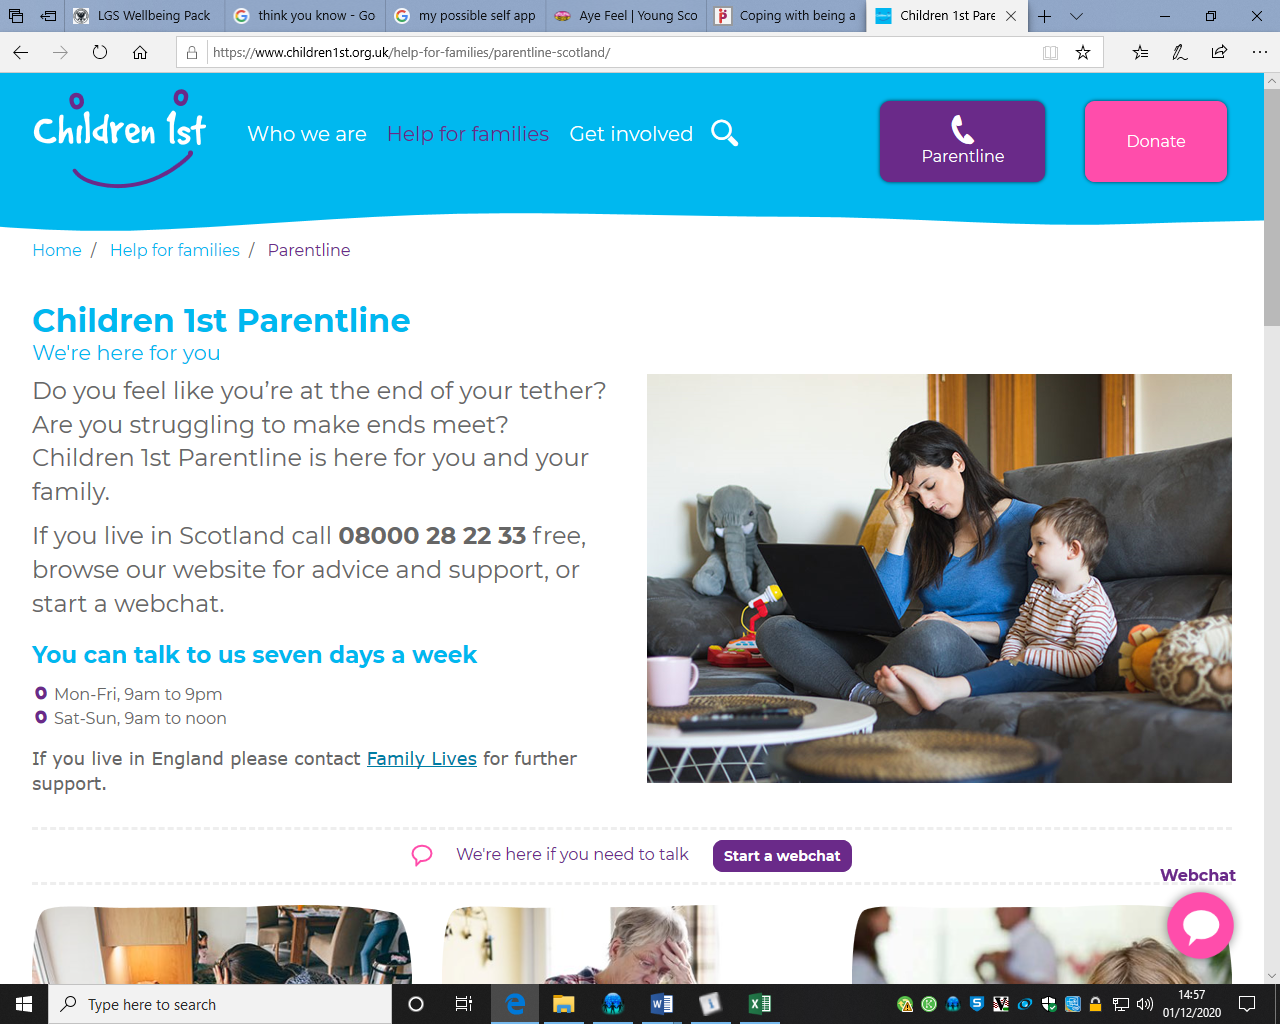 LGS Wellbeing Pack
think you know - Go
my possible self app
Aye Feel | Young Sco
Coping with being a
Children 1st Pare
https://www.children1st.org.uk/help-for-families/parentline-scotland/
Children 1st
Who we are
Help for families
Get involved
Parentline
Donate
Home / Help for families / Parentline
Children 1st Parentline
We're here for you
Do you feel like you’re at the end of your tether?
Are you struggling to make ends meet?
Children 1st Parentline is here for you and your
family.
If you live in Scotland call 08000 28 22 33 free,
browse our website for advice and support, or
start a webchat.
You can talk to us seven days a week
Mon-Fri, 9am to 9pm
Sat-Sun, 9am to noon
If you live in England please contact Family Lives for further
support.
We're here if you need to talk
Start a webchat
Webchat
Type here to search
14:57
01/12/2020